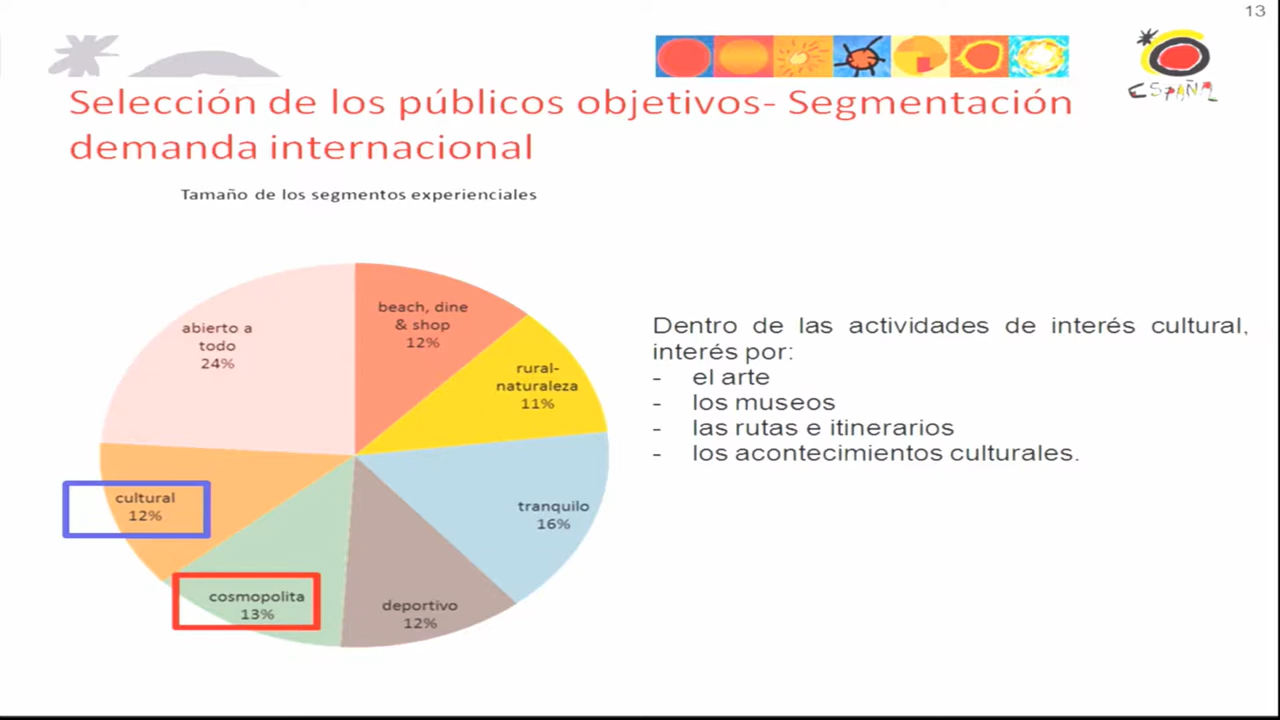 13
ESPAÑA
Selección de los públicos objetivos- Segmentación
demanda internacional
Tamaño de los segmentos experienciales
beach, dine
& shop
12%
rural-
naturaleza
11%
tranquilo
16%
deportivo
12%
cosmopolita
13%
cultural
12%
abierto a
todo
24%
Dentro de las actividades de interés cultural,
interés por:
- el arte
- los museos
- las rutas e itinerarios
- los acontecimientos culturales.